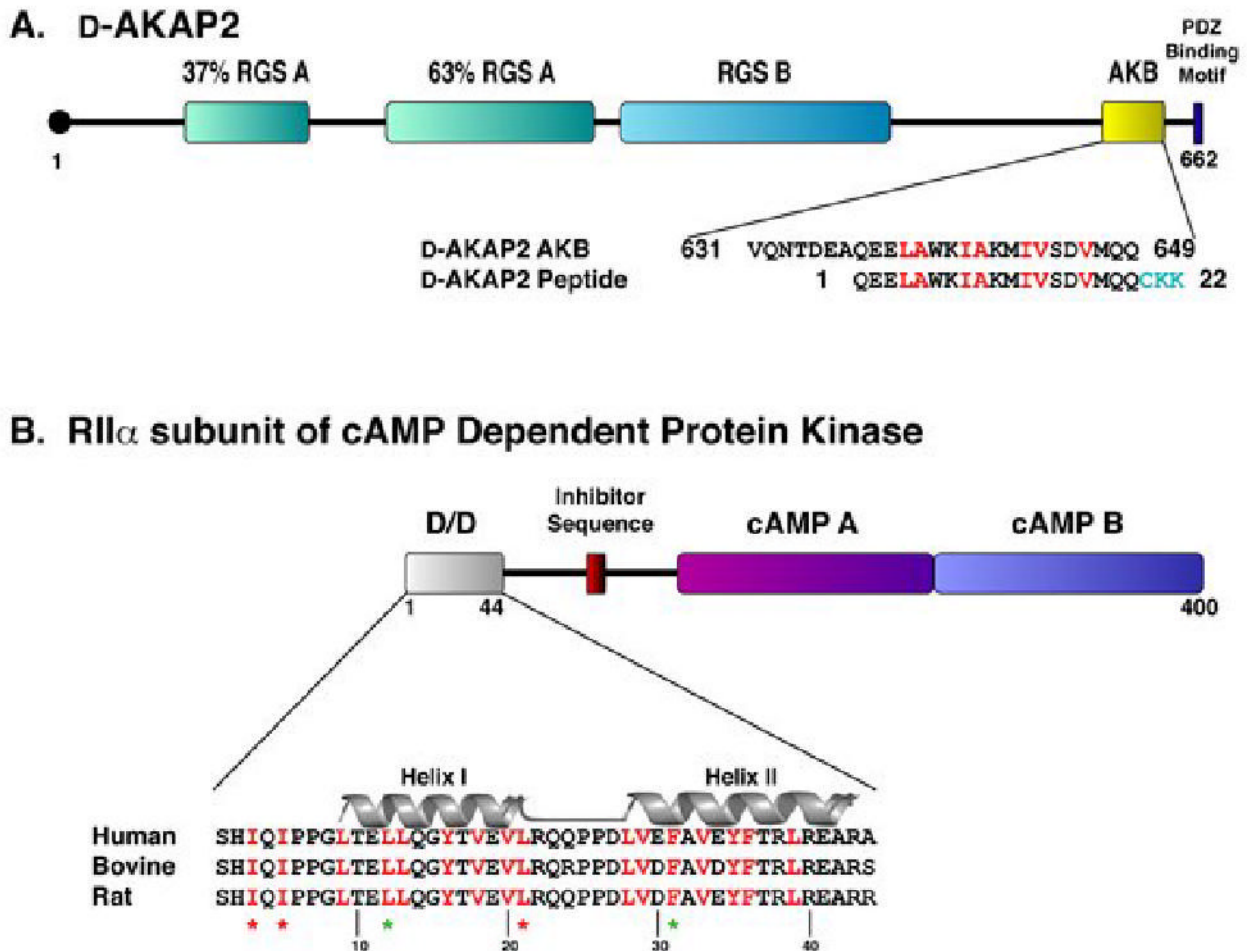 A. D-AKAP2
37% RGS A
63% RGS A
RGS B
AKB
PDZ
Binding
Motif
1
662
D-AKAP2 AKB 631 VQNTDEAQEELAWKIAKMIVSDVMQQ 649
D-AKAP2 Peptide 1 QEELAWKIAKMIVSDVMQQCKK 22
B. RIIα subunit of cAMP Dependent Protein Kinase
D/D
Inhibitor
Sequence
cAMP A
cAMP B
1
44
400
Helix I
Helix II
Human SHIQIPPGLTELLQGYTVEVLRQQPPDLVEFAVEYFTRLREARA
Bovine SHIQIPPGLTELLQGYTVEVLRQRPPDLVDFAVDYFTRLREARS
Rat SHIQIPPGLTELLQGYTVEVLRQQPPDLVDFAVEYFTRLREARR
* * * * *
10 20 30 40